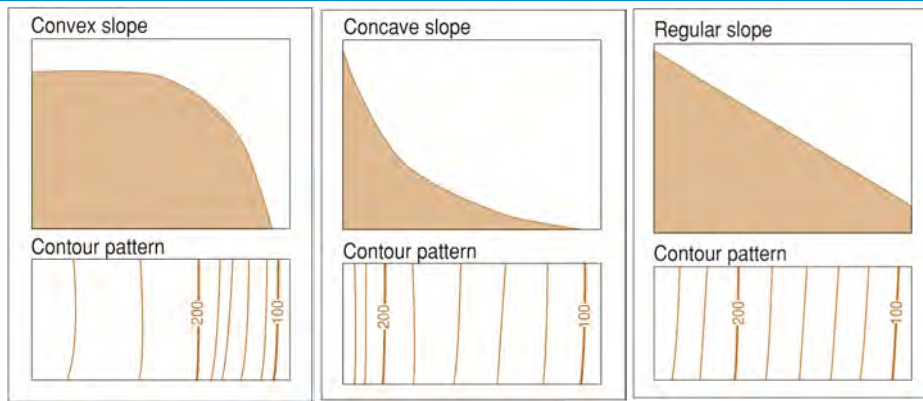 Convex slope
Contour pattern
200
100
Concave slope
Contour pattern
200
100
Regular slope
Contour pattern
200
100